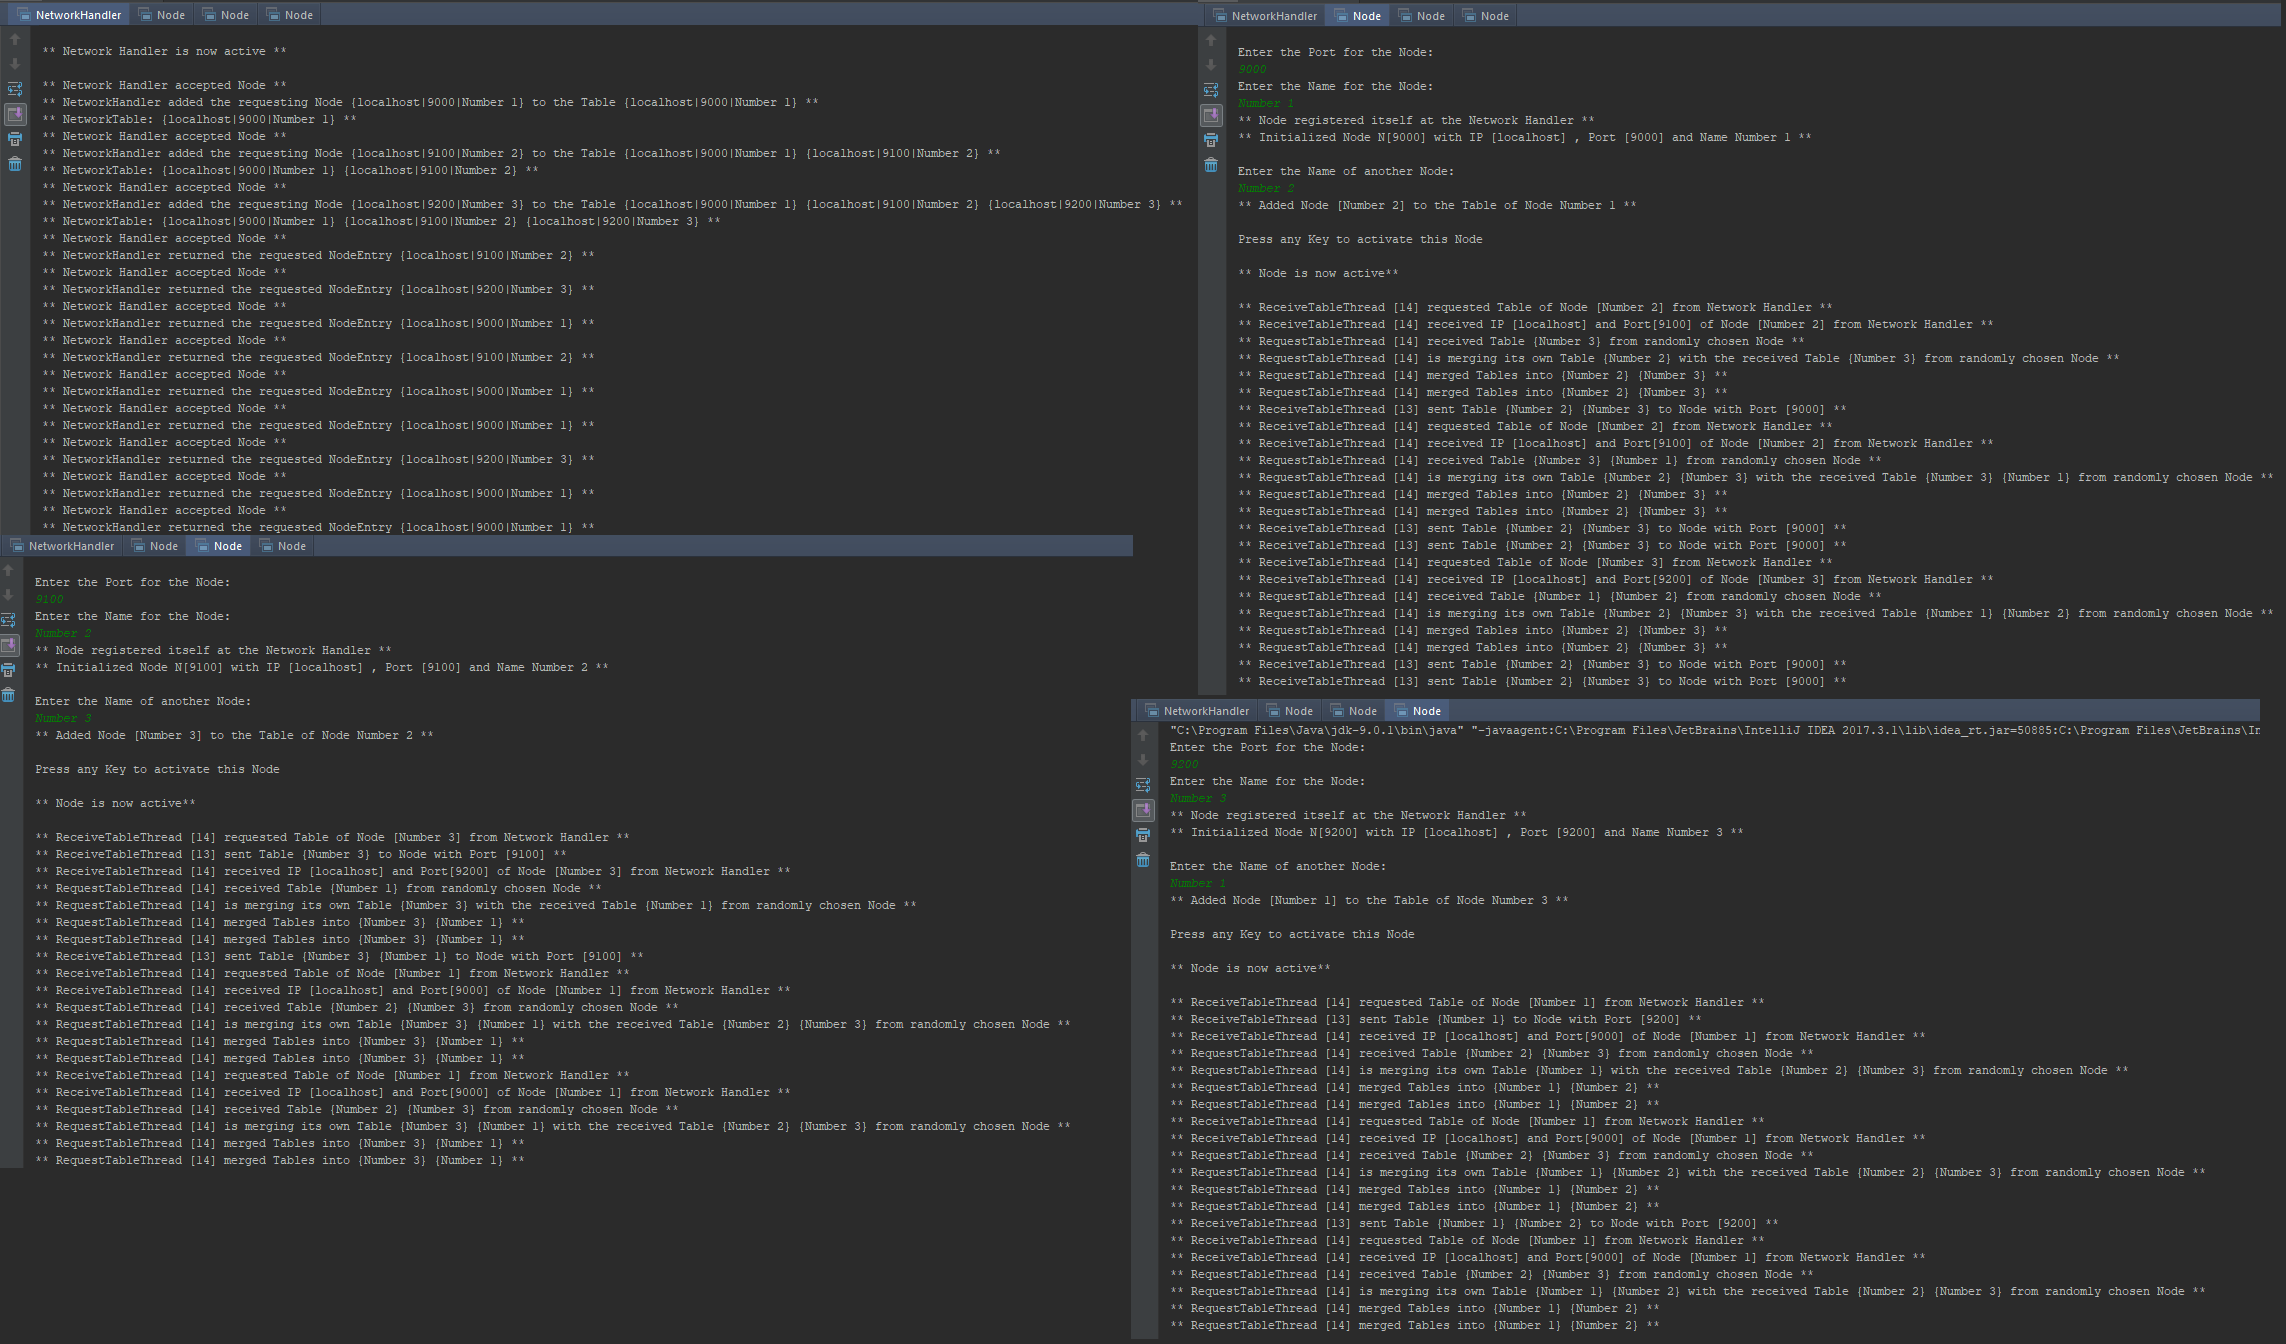 NetworkHandler Node Node Node
** Network Handler is now active **
** Network Handler accepted Node **
** NetworkHandler added the requesting Node {localhost|9000|Number 1} to the Table {localhost|9000|Number 1} **
** NetworkTable: {localhost|9000|Number 1} **
** Network Handler accepted Node **
** NetworkHandler added the requesting Node {localhost|9100|Number 2} to the Table {localhost|9000|Number 1} {localhost|9100|Number 2} **
** NetworkTable: {localhost|9000|Number 1} {localhost|9100|Number 2} **
** Network Handler accepted Node **
** NetworkHandler added the requesting Node {localhost|9200|Number 3} to the Table {localhost|9000|Number 1} {localhost|9100|Number 2} {localhost|9200|Number 3} **
** NetworkTable: {localhost|9000|Number 1} {localhost|9100|Number 2} {localhost|9200|Number 3} **
** Network Handler accepted Node **
** NetworkHandler returned the requested NodeEntry {localhost|9100|Number 2} **
** Network Handler accepted Node **
** NetworkHandler returned the requested NodeEntry {localhost|9200|Number 3} **
** Network Handler accepted Node **
** NetworkHandler returned the requested NodeEntry {localhost|9000|Number 1} **
** Network Handler accepted Node **
** NetworkHandler returned the requested NodeEntry {localhost|9100|Number 2} **
** Network Handler accepted Node **
** NetworkHandler returned the requested NodeEntry {localhost|9000|Number 1} **
** Network Handler accepted Node **
** NetworkHandler returned the requested NodeEntry {localhost|9000|Number 1} **
** Network Handler accepted Node **
** NetworkHandler returned the requested NodeEntry {localhost|9200|Number 3} **
** Network Handler accepted Node **
** NetworkHandler returned the requested NodeEntry {localhost|9000|Number 1} **
** Network Handler accepted Node **
** NetworkHandler returned the requested NodeEntry {localhost|9000|Number 1} **
NetworkHandler Node Node Node
Enter the Port for the Node:
9000
Enter the Name for the Node:
Number 1
** Node registered itself at the Network Handler **
** Initialized Node N[9000] with IP [localhost] , Port [9000] and Name Number 1 **
Enter the Name of another Node:
Number 2
** Added Node [Number 2] to the Table of Node Number 1 **
Press any Key to activate this Node
** Node is now active**
** ReceiveTableThread [14] requested Table of Node [Number 2] from Network Handler **
** ReceiveTableThread [14] received IP [localhost] and Port[9100] of Node [Number 2] from Network Handler **
** RequestTableThread [14] received Table {Number 3} from randomly chosen Node **
** RequestTableThread [14] is merging its own Table {Number 2} with the received Table {Number 3} from randomly chosen Node **
** RequestTableThread [14] merged Tables into {Number 2} {Number 3} **
** RequestTableThread [14] merged Tables into {Number 2} {Number 3} **
** ReceiveTableThread [13] sent Table {Number 2} {Number 3} to Node with Port [9000] **
** ReceiveTableThread [14] requested Table of Node [Number 2] from Network Handler **
** ReceiveTableThread [14] received IP [localhost] and Port[9100] of Node [Number 2] from Network Handler **
** RequestTableThread [14] received Table {Number 3} {Number 1} from randomly chosen Node **
** RequestTableThread [14] is merging its own Table {Number 2} {Number 3} with the received Table {Number 3} {Number 1} from randomly chosen Node **
** RequestTableThread [14] merged Tables into {Number 2} {Number 3} **
** RequestTableThread [14] merged Tables into {Number 2} {Number 3} **
** ReceiveTableThread [13] sent Table {Number 2} {Number 3} to Node with Port [9000] **
** ReceiveTableThread [13] sent Table {Number 2} {Number 3} to Node with Port [9000] **
** ReceiveTableThread [14] requested Table of Node [Number 3] from Network Handler **
** ReceiveTableThread [14] received IP [localhost] and Port[9200] of Node [Number 3] from Network Handler **
** RequestTableThread [14] received Table {Number 1} {Number 2} from randomly chosen Node **
** RequestTableThread [14] is merging its own Table {Number 2} {Number 3} with the received Table {Number 1} {Number 2} from randomly chosen Node **
** RequestTableThread [14] merged Tables into {Number 2} {Number 3} **
** RequestTableThread [14] merged Tables into {Number 2} {Number 3} **
** ReceiveTableThread [13] sent Table {Number 2} {Number 3} to Node with Port [9000] **
** ReceiveTableThread [13] sent Table {Number 2} {Number 3} to Node with Port [9000] **
NetworkHandler Node Node Node
Enter the Port for the Node:
9100
Enter the Name for the Node:
Number 2
** Node registered itself at the Network Handler **
** Initialized Node N[9100] with IP [localhost] , Port [9100] and Name Number 2 **
Enter the Name of another Node:
Number 3
** Added Node [Number 3] to the Table of Node Number 2 **
Press any Key to activate this Node
** Node is now active**
** ReceiveTableThread [14] requested Table of Node [Number 3] from Network Handler **
** ReceiveTableThread [13] sent Table {Number 3} to Node with Port [9100] **
** ReceiveTableThread [14] received IP [localhost] and Port[9200] of Node [Number 3] from Network Handler **
** RequestTableThread [14] received Table {Number 1} from randomly chosen Node **
** RequestTableThread [14] is merging its own Table {Number 3} with the received Table {Number 1} from randomly chosen Node **
** RequestTableThread [14] merged Tables into {Number 3} {Number 1} **
** RequestTableThread [14] merged Tables into {Number 3} {Number 1} **
** ReceiveTableThread [13] sent Table {Number 3} {Number 1} to Node with Port [9100] **
** ReceiveTableThread [14] requested Table of Node [Number 1] from Network Handler **
** ReceiveTableThread [14] received IP [localhost] and Port[9000] of Node [Number 1] from Network Handler **
** RequestTableThread [14] received Table {Number 2} {Number 3} from randomly chosen Node **
** RequestTableThread [14] is merging its own Table {Number 3} {Number 1} with the received Table {Number 2} {Number 3} from randomly chosen Node **
** RequestTableThread [14] merged Tables into {Number 3} {Number 1} **
** RequestTableThread [14] merged Tables into {Number 3} {Number 1} **
** ReceiveTableThread [14] requested Table of Node [Number 1] from Network Handler **
** ReceiveTableThread [14] received IP [localhost] and Port[9000] of Node [Number 1] from Network Handler **
** RequestTableThread [14] received Table {Number 2} {Number 3} from randomly chosen Node **
** RequestTableThread [14] is merging its own Table {Number 3} {Number 1} with the received Table {Number 2} {Number 3} from randomly chosen Node **
** RequestTableThread [14] merged Tables into {Number 3} {Number 1} **
** RequestTableThread [14] merged Tables into {Number 3} {Number 1} **
NetworkHandler Node Node Node
"C:\Program Files\Java\jdk-9.0.1\bin\java" "-javaagent:C:\Program Files\JetBrains\IntelliJ IDEA 2017.3.1\lib\idea_rt.jar=50885:C:\Program Files\JetBrains\In
Enter the Port for the Node:
9200
Enter the Name for the Node:
Number 3
** Node registered itself at the Network Handler **
** Initialized Node N[9200] with IP [localhost] , Port [9200] and Name Number 3 **
Enter the Name of another Node:
Number 1
** Added Node [Number 1] to the Table of Node Number 3 **
Press any Key to activate this Node
** Node is now active**
** ReceiveTableThread [14] requested Table of Node [Number 1] from Network Handler **
** ReceiveTableThread [13] sent Table {Number 1} to Node with Port [9200] **
** ReceiveTableThread [14] received IP [localhost] and Port[9000] of Node [Number 1] from Network Handler **
** RequestTableThread [14] received Table {Number 2} {Number 3} from randomly chosen Node **
** RequestTableThread [14] is merging its own Table {Number 1} with the received Table {Number 2} {Number 3} from randomly chosen Node **
** RequestTableThread [14] merged Tables into {Number 1} {Number 2} **
** RequestTableThread [14] merged Tables into {Number 1} {Number 2} **
** ReceiveTableThread [14] requested Table of Node [Number 1] from Network Handler **
** ReceiveTableThread [14] received IP [localhost] and Port[9000] of Node [Number 1] from Network Handler **
** RequestTableThread [14] received Table {Number 2} {Number 3} from randomly chosen Node **
** RequestTableThread [14] is merging its own Table {Number 1} {Number 2} with the received Table {Number 2} {Number 3} from randomly chosen Node **
** RequestTableThread [14] merged Tables into {Number 1} {Number 2} **
** RequestTableThread [14] merged Tables into {Number 1} {Number 2} **
** ReceiveTableThread [13] sent Table {Number 1} {Number 2} to Node with Port [9200] **
** ReceiveTableThread [14] requested Table of Node [Number 1] from Network Handler **
** ReceiveTableThread [14] received IP [localhost] and Port[9000] of Node [Number 1] from Network Handler **
** RequestTableThread [14] received Table {Number 2} {Number 3} from randomly chosen Node **
** RequestTableThread [14] is merging its own Table {Number 1} {Number 2} with the received Table {Number 2} {Number 3} from randomly chosen Node **
** RequestTableThread [14] merged Tables into {Number 1} {Number 2} **
** RequestTableThread [14] merged Tables into {Number 1} {Number 2} **